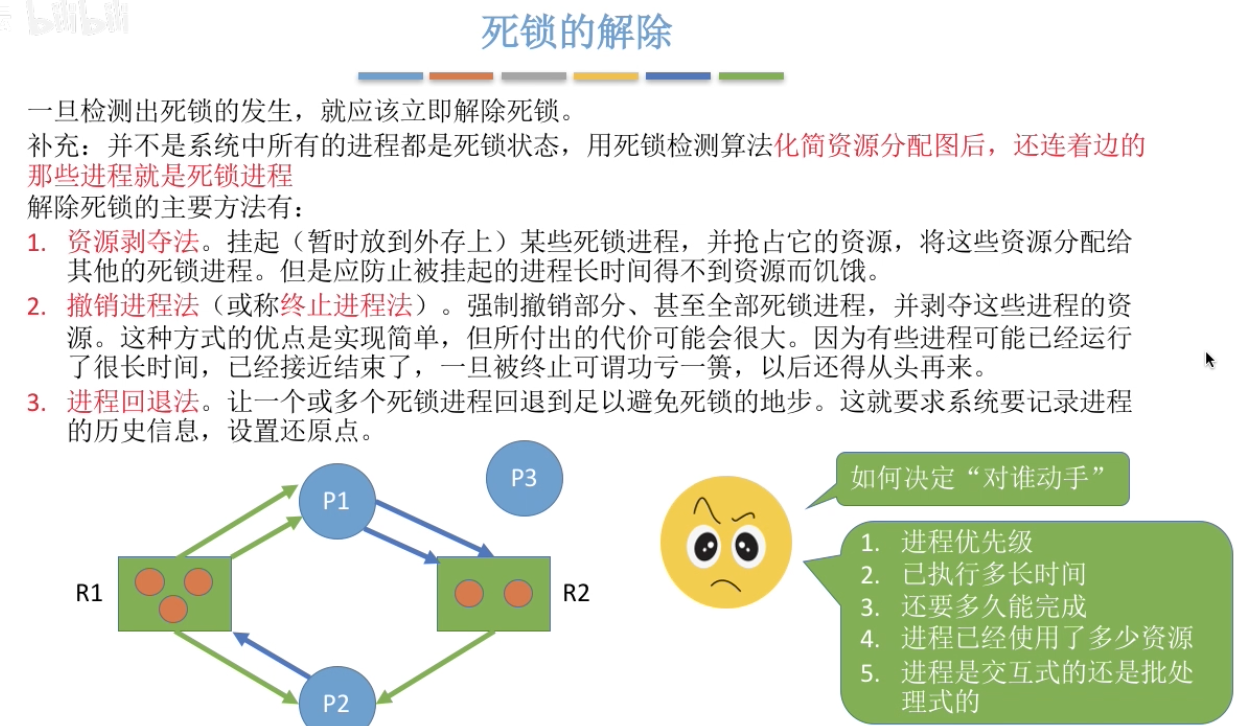 bilibili
死锁的解除
一旦检测出死锁的发生，就应该立即解除死锁。
补充：并不是系统中所有的进程都是死锁状态，用死锁检测算法化简资源分配图后，还连着边的
那些进程就是死锁进程
解除死锁的主要方法有：
1. 资源剥夺法。挂起（暂时放到外存上）某些死锁进程，并抢占它的资源，将这些资源分配给
其他的死锁进程。但是应防止被挂起的进程长时间得不到资源而饥饿。
2. 撤销进程法（或称终止进程法）。强制撤销部分、甚至全部死锁进程，并剥夺这些进程的资
源。这种方式的优点是实现简单，但所付出的代价可能会很大。因为有些进程可能已经运行
了很长时间，已经接近结束了，一旦被终止可谓功亏一篑，以后还得从头再来。
3. 进程回退法。让一个或多个死锁进程回退到足以避免死锁的地步。这就要求系统要记录进程
的历史信息，设置还原点。
P1
P3
R1
R2
P2
如何决定“对谁动手”
1. 进程优先级
2. 已执行多长时间
3. 还要多久能完成
4. 进程已经使用了多少资源
5. 进程是交互式的还是批处
理式的